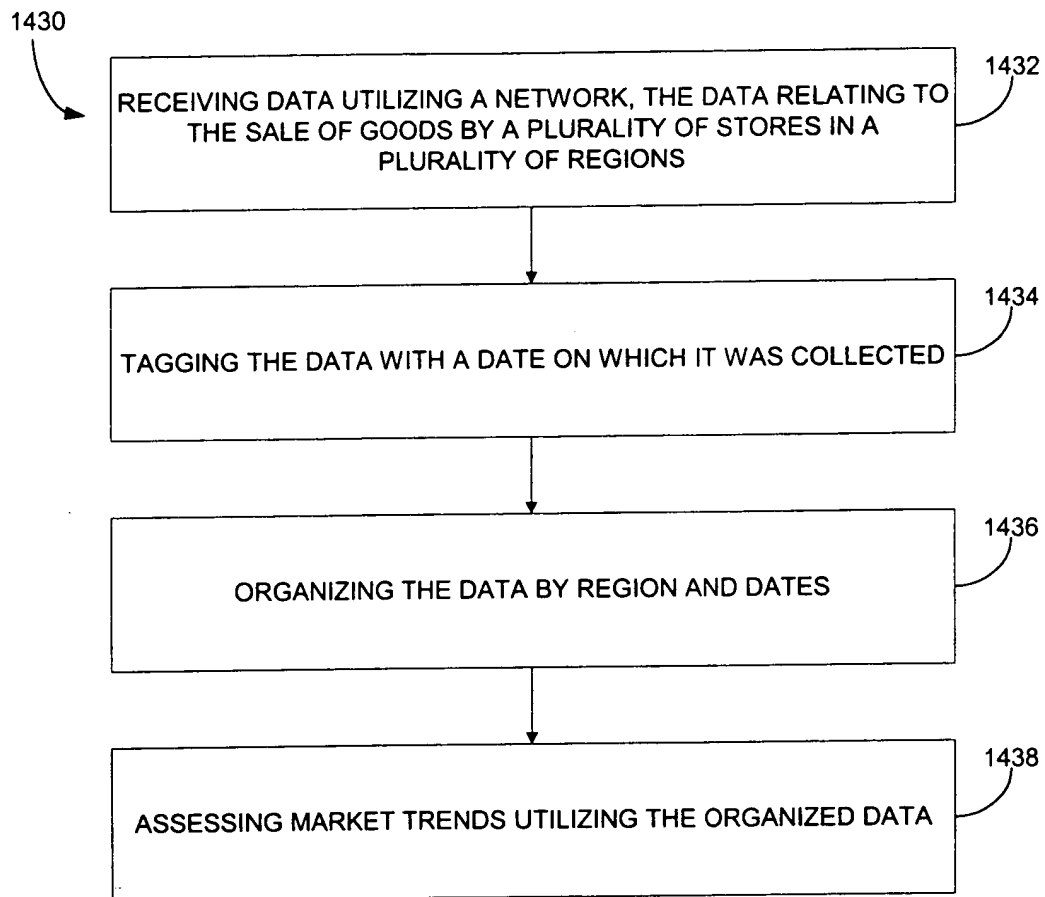 1430
1432
RECEIVING DATA UTILIZING A NETWORK, THE DATA RELATING TO
THE SALE OF GOODS BY A PLURALITY OF STORES IN A
PLURALITY OF REGIONS
1434
TAGGING THE DATA WITH A DATE ON WHICH IT WAS COLLECTED
1436
ORGANIZING THE DATA BY REGION AND DATES
1438
ASSESSING MARKET TRENDS UTILIZING THE ORGANIZED DATA